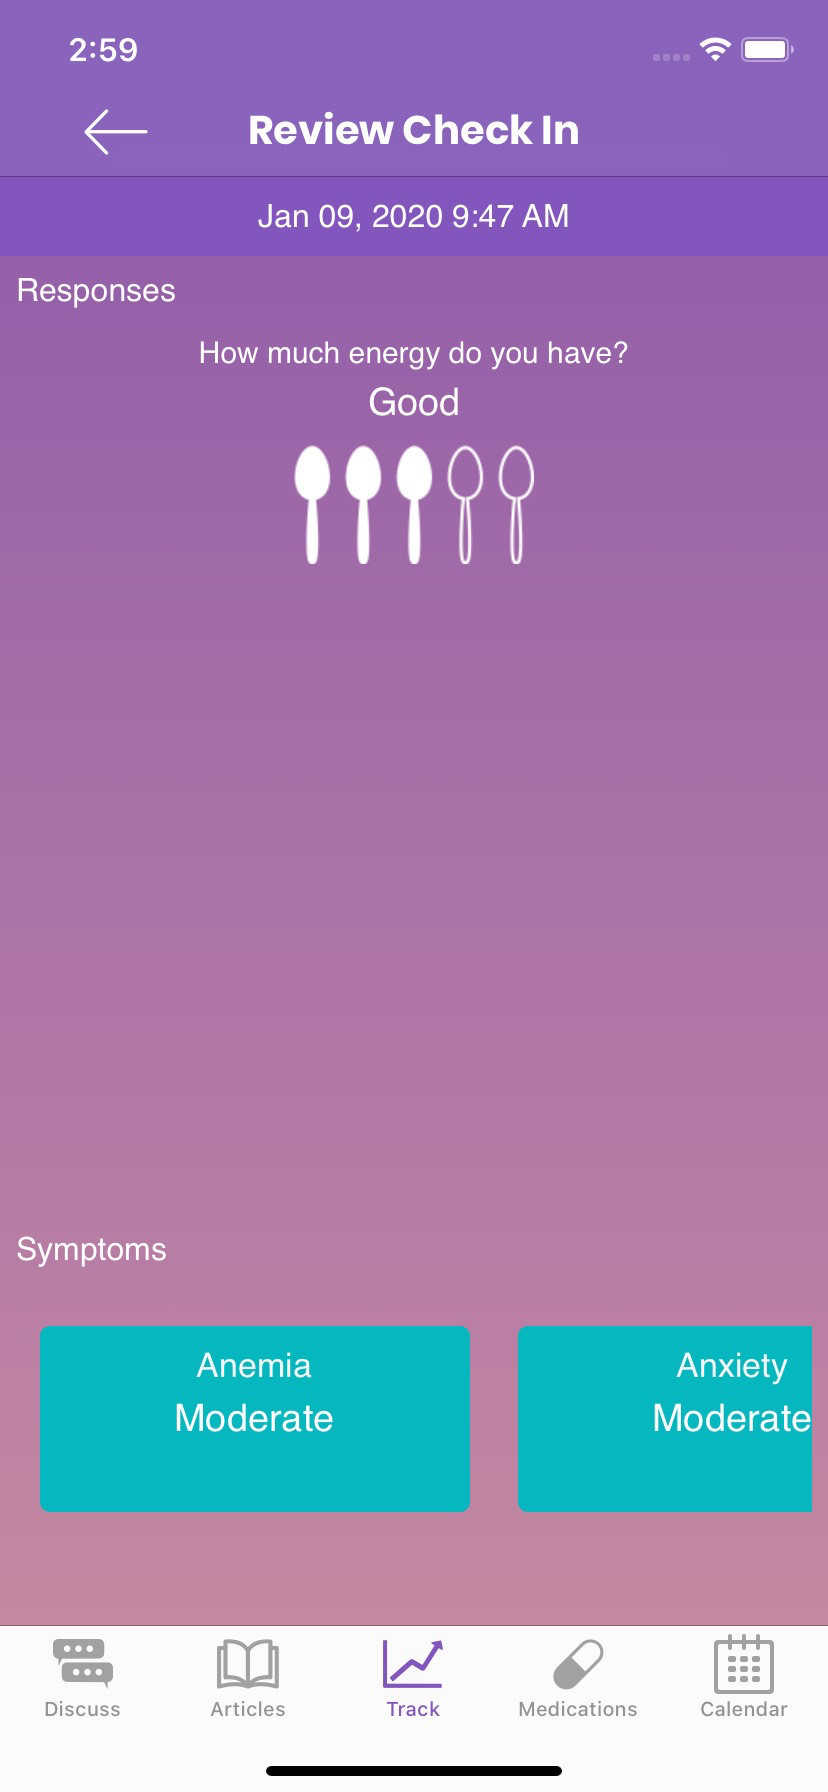 2:59
Review Check In
Jan 09, 2020 9:47 AM
Responses
How much energy do you have?
Good
Symptoms
Anemia
Moderate
Anxiety
Moderate
Discuss
Articles
Track
Medications
Calendar